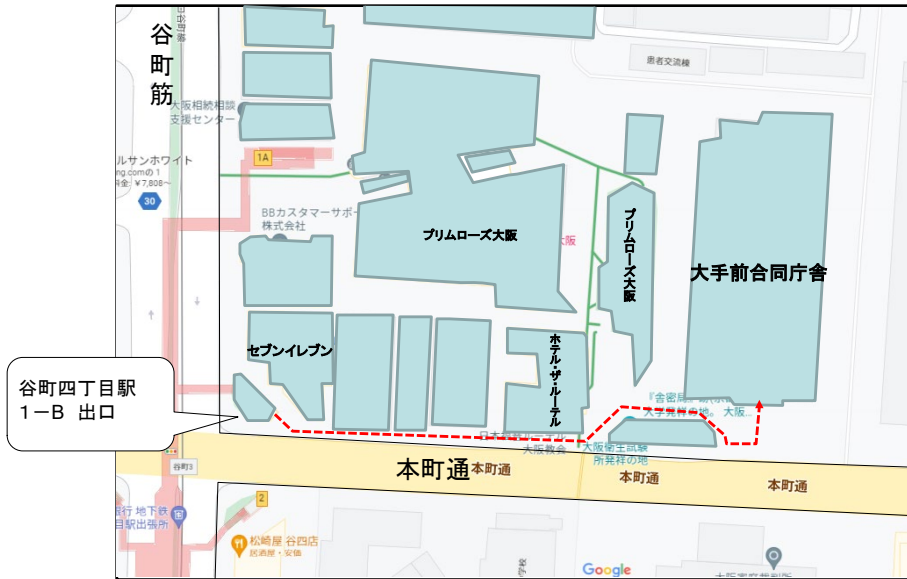 谷町筋
大阪相続相談
支援センター
ルサンホワイト
ng.comの1
料金: ¥7,808~
30
1A
BBカスタマーサポー
株式会社
患者交流棟
プリムローズ大阪
大阪
プリムローズ大阪
大手前合同庁舎
セブンイレブン
ホテル・ザ・ルーテル
谷町四丁目駅
1-B 出口
大学発祥の地。 大阪...
大阪教会
大阪衛生試験
所発祥の地
谷町3
本町通
本町通
本町通
本町通
2
銀行 地下鉄
目駅出張所
松崎屋 谷四店
居酒屋・安価
Google